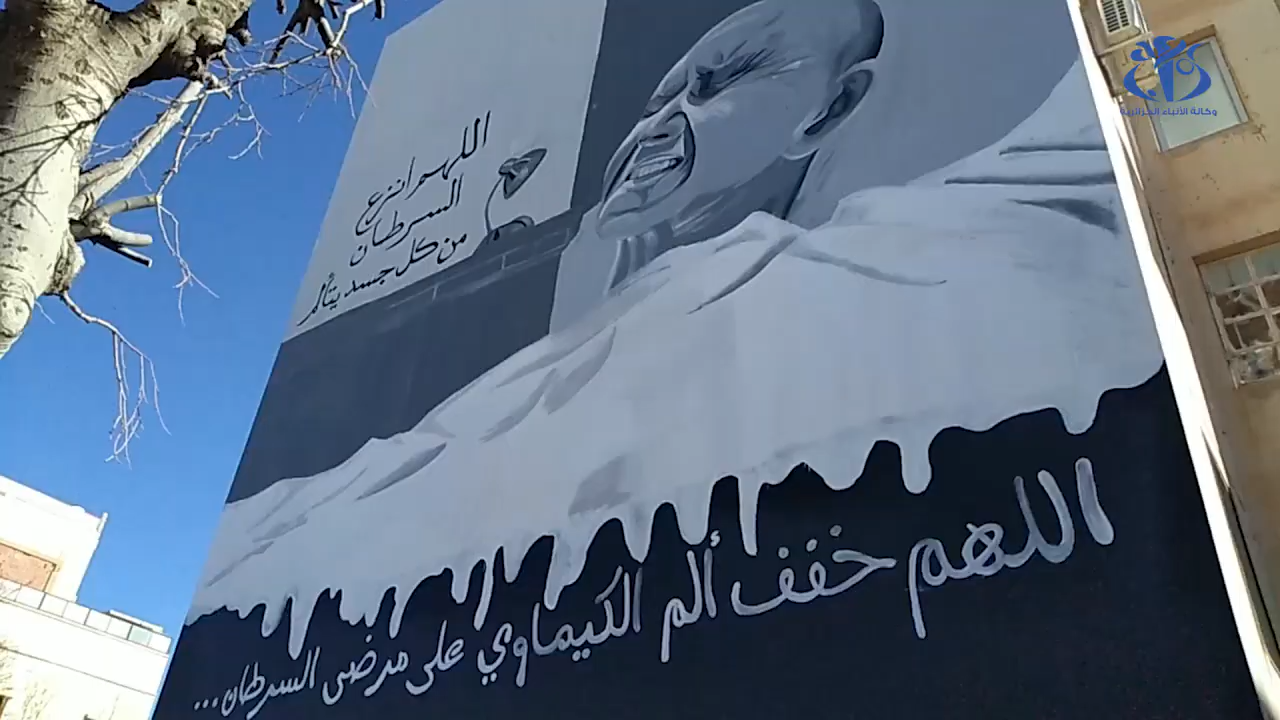 وكالة الأنباء الجزائرية
اللهم انزع
السرطان
من كل جسد يتألم
اللهم خفف ألم الكيماوي على مرضى السرطان...